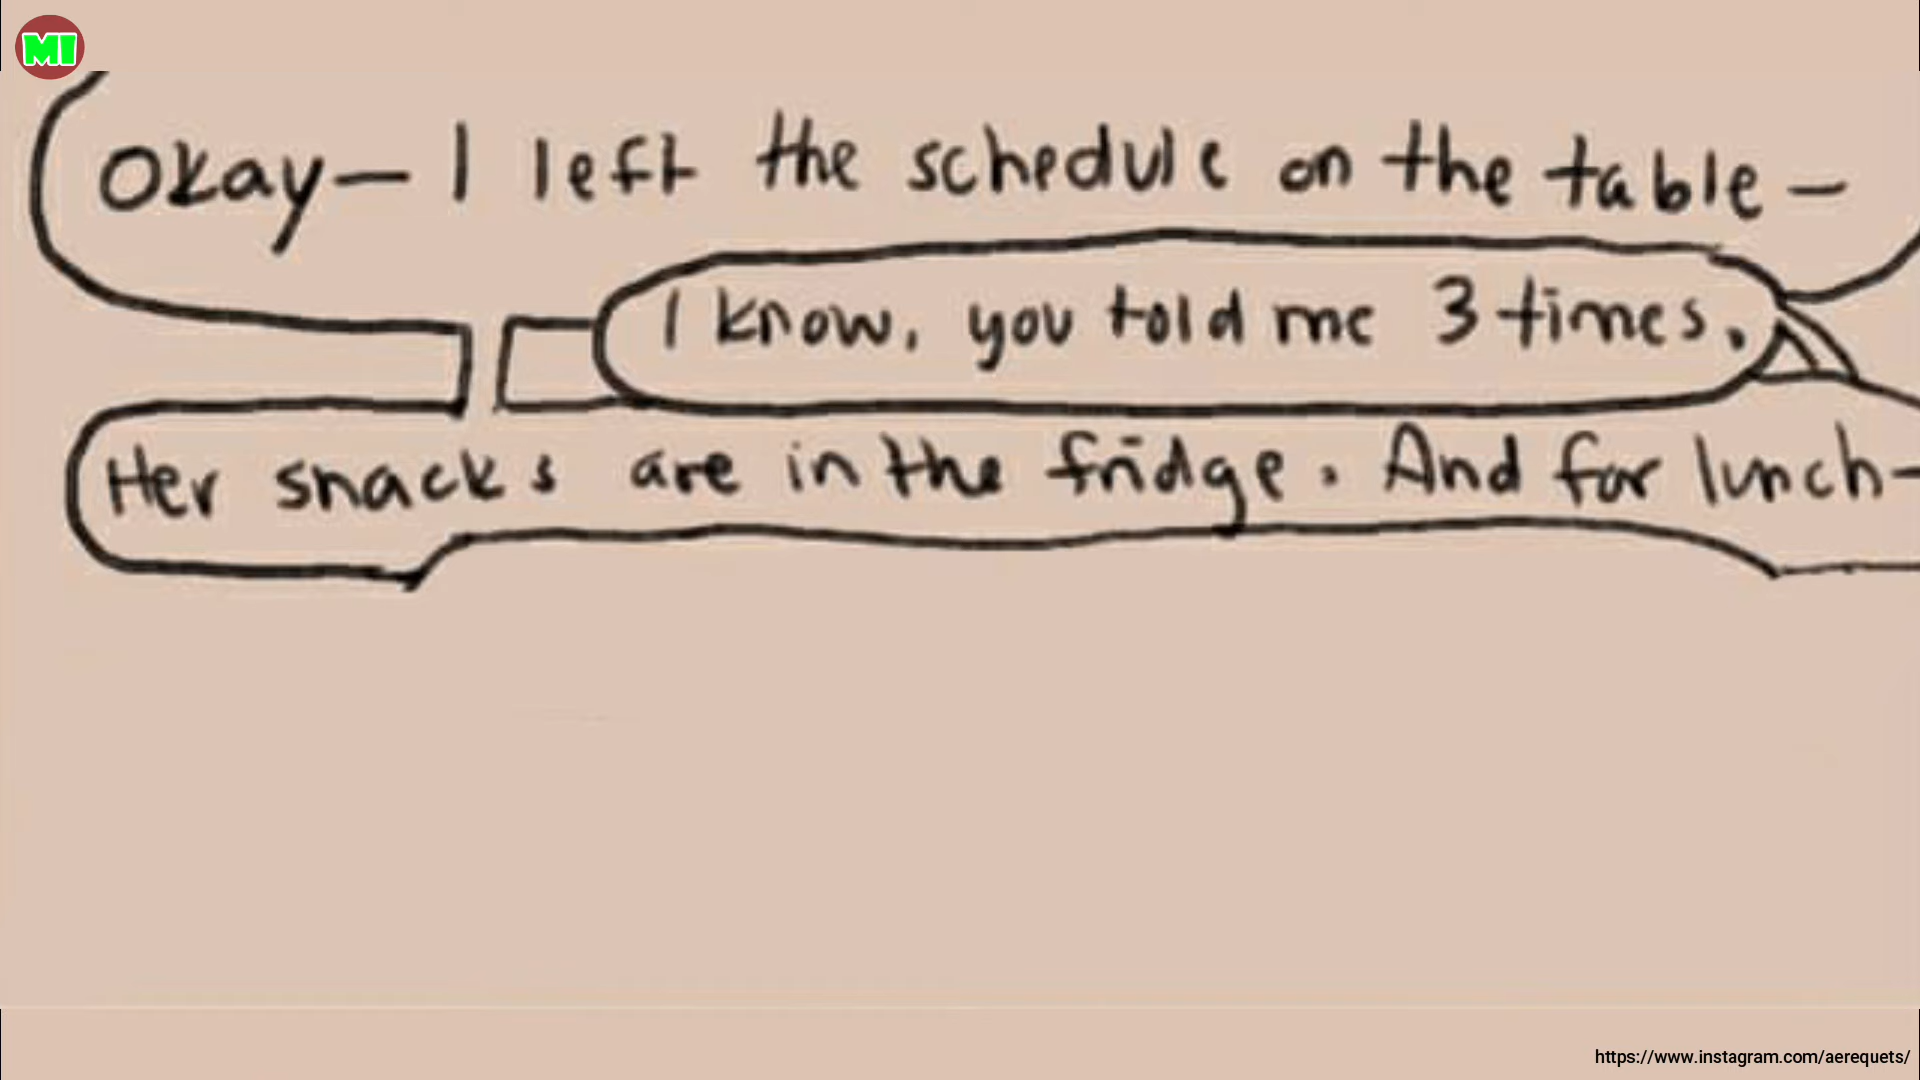 MI
Okay— I left the schedule on the table—
I know, you told me 3 times.
Her snacks are in the fridge. And for lunch—
https://www.instagram.com/aerequets/